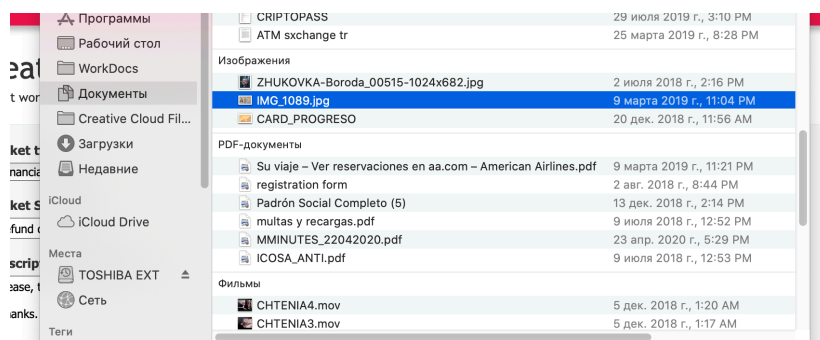 Программы
Рабочий стол
WorkDocs
Документы
Creative Cloud Fil...
Загрузки
Недавние
iCloud
iCloud Drive
Места
TOSHIBA EXT
Сеть
Теги
CRIPTOPASS 29 июля 2019 г., 3:10 PM
ATM sxchange tr 25 марта 2019 г., 8:28 PM
Изображения
ZHUKOVKA-Boroda_00515-1024x682.jpg 2 июля 2018 г., 2:16 PM
IMG_1089.jpg 9 марта 2019 г., 11:04 PM
CARD_PROGRESO 20 дек. 2018 г., 11:56 AM
PDF-документы
Su viaje – Ver reservaciones en aa.com – American Airlines.pdf 9 марта 2019 г., 11:21 PM
registration form 2 авг. 2018 г., 8:44 PM
Padrón Social Completo (5) 13 дек. 2018 г., 2:14 PM
multas y recargas.pdf 9 июля 2018 г., 12:52 PM
MMINUTES_22042020.pdf 23 апр. 2020 г., 5:29 PM
ICOSA_ANTI.pdf 9 июля 2018 г., 12:53 PM
Фильмы
CHTENIA4.mov 5 дек. 2018 г., 1:20 AM
CHTENIA3.mov 5 дек. 2018 г., 1:17 AM